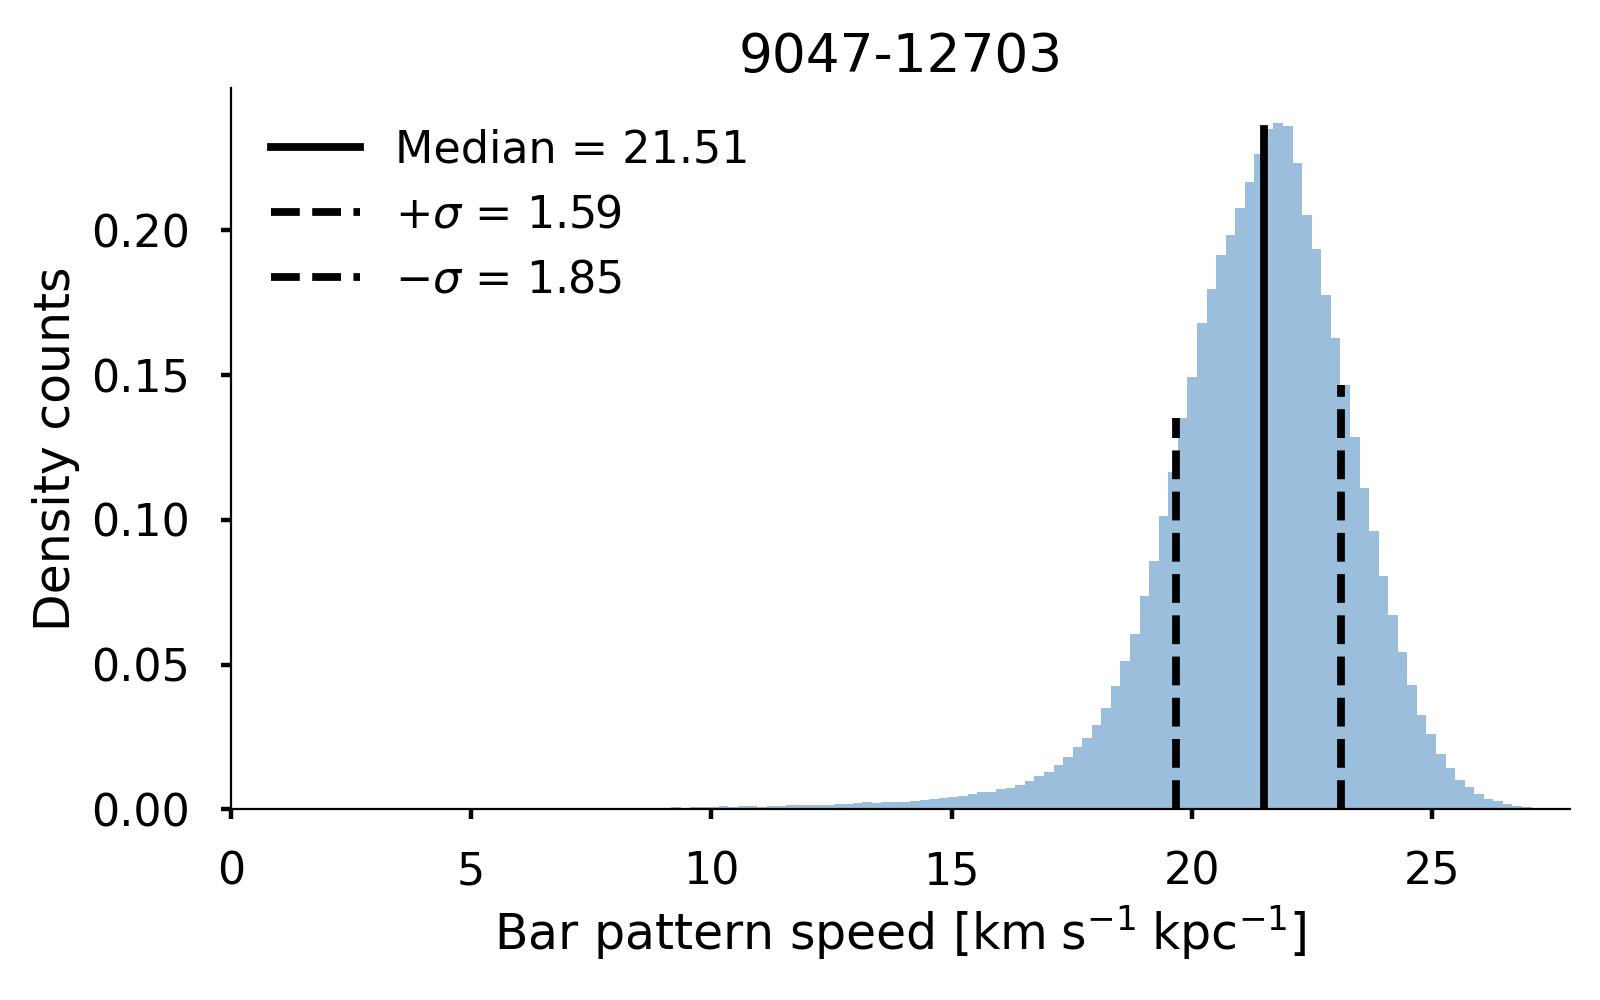 9047-12703
Median = 21.51
+σ = 1.59
−σ = 1.85
Density counts
0.20
0.15
0.10
0.05
0.00
0 5 10 15 20 25
Bar pattern speed [km s⁻¹ kpc⁻¹]